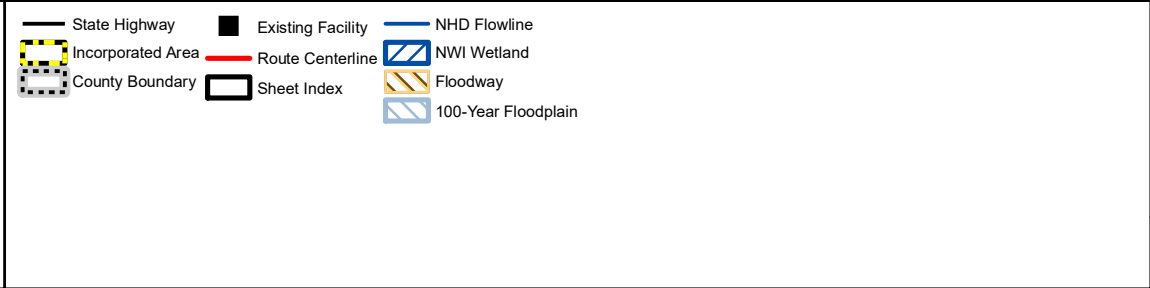 State Highway
Incorporated Area
County Boundary
Existing Facility
Route Centerline
Sheet Index
NHD Flowline
NWI Wetland
Floodway
100-Year Floodplain